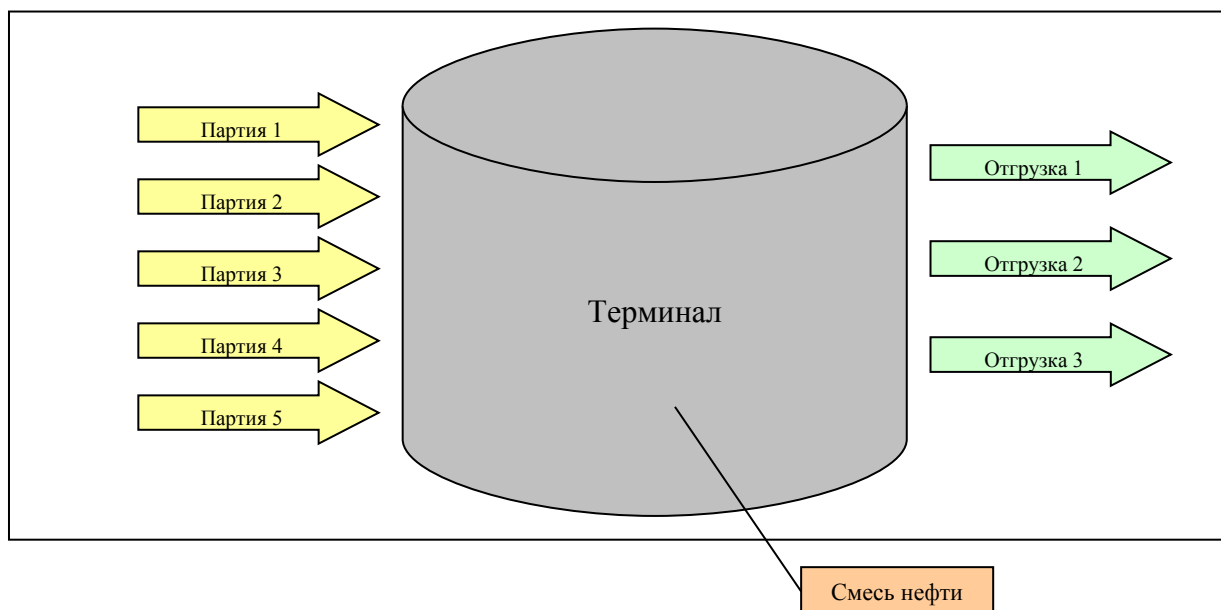 Партия 1
Партия 2
Партия 3
Партия 4
Партия 5
Терминал
Отгрузка 1
Отгрузка 2
Отгрузка 3
Смесь нефти